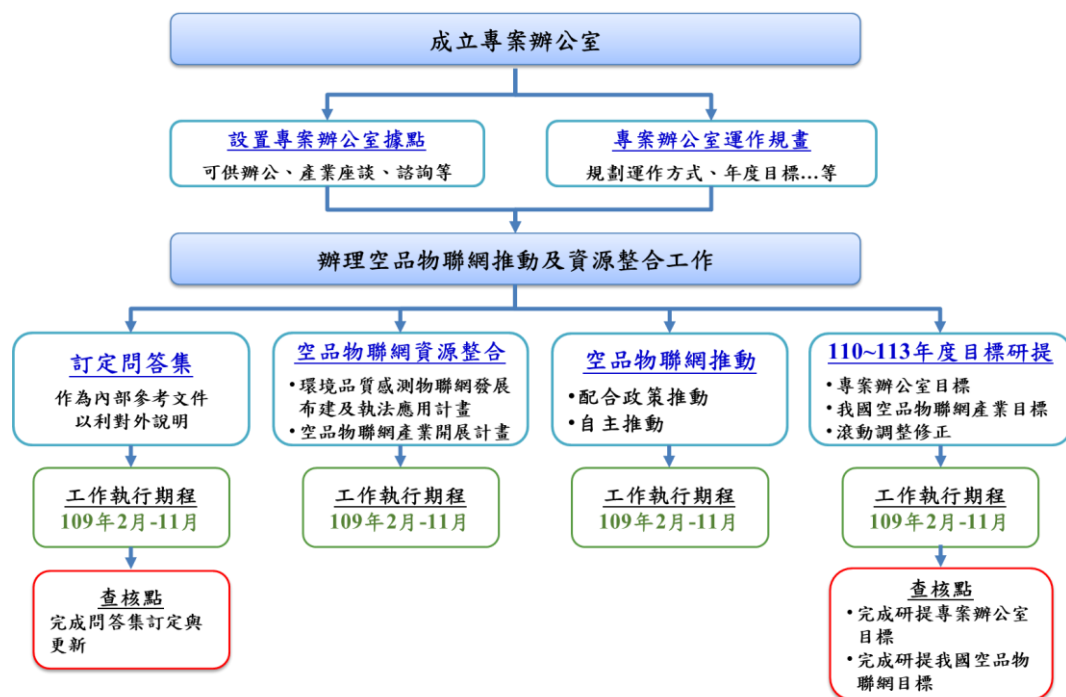 成立專案辦公室
設置專案辦公室據點
可供辦公、產業座談、諮詢等
專案辦公室運作規畫
規劃運作方式、年度目標...等
辦理空品物聯網推動及資源整合工作
訂定問答集
作為內部參考文件
以利對外說明
空品物聯網資源整合
•環境品質感測物聯網發展
布建及執法應用計畫
•空品物聯網產業開展計畫
空品物聯網推動
•配合政策推動
•自主推動
110~113年度目標研提
•專案辦公室目標
•我國空品物聯網產業目標
•滾動調整修正
工作執行期程
109年2月-11月
工作執行期程
109年2月-11月
工作執行期程
109年2月-11月
工作執行期程
109年2月-11月
查核點
完成問答集訂定與
更新
查核點
•完成研提專案辦公室
目標
•完成研提我國空品物
聯網目標